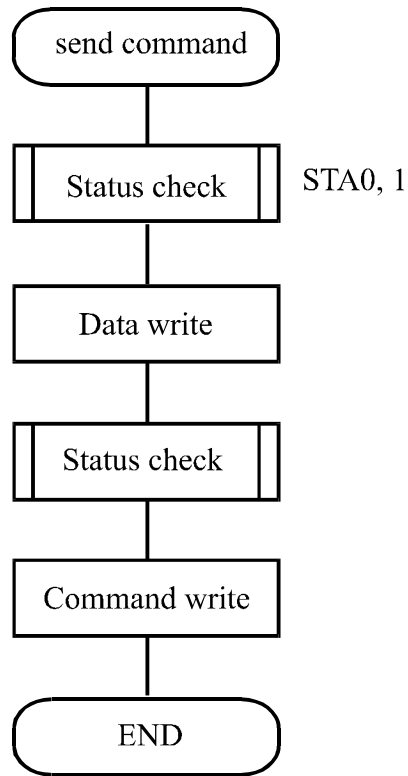 send command
Status check
STA0, 1
Data write
Status check
Command write
END